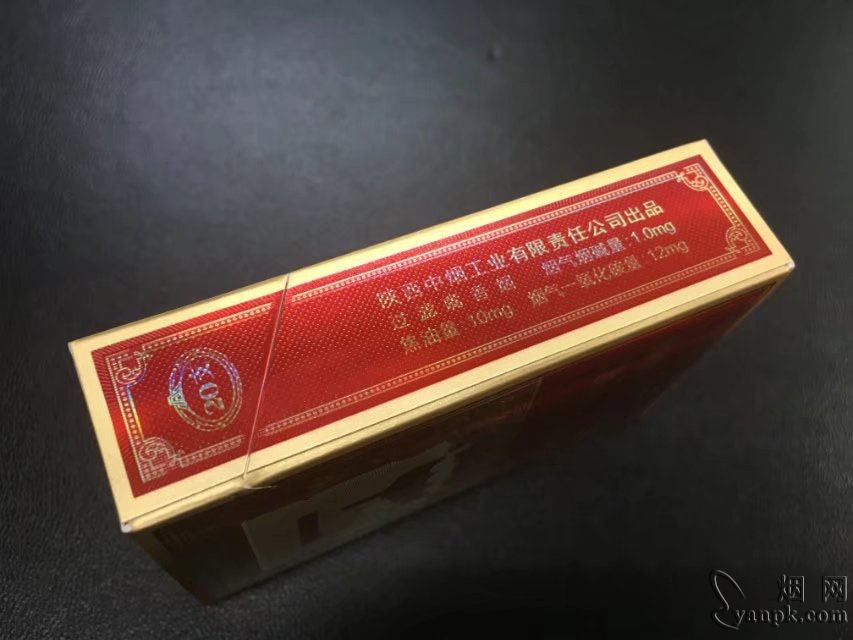 陕西中烟工业有限责任公司出品
过滤嘴香烟 烟气烟碱量:1.0mg
焦油量:10mg 烟气一氧化碳量:12mg
20支
烟网
yanpk.com